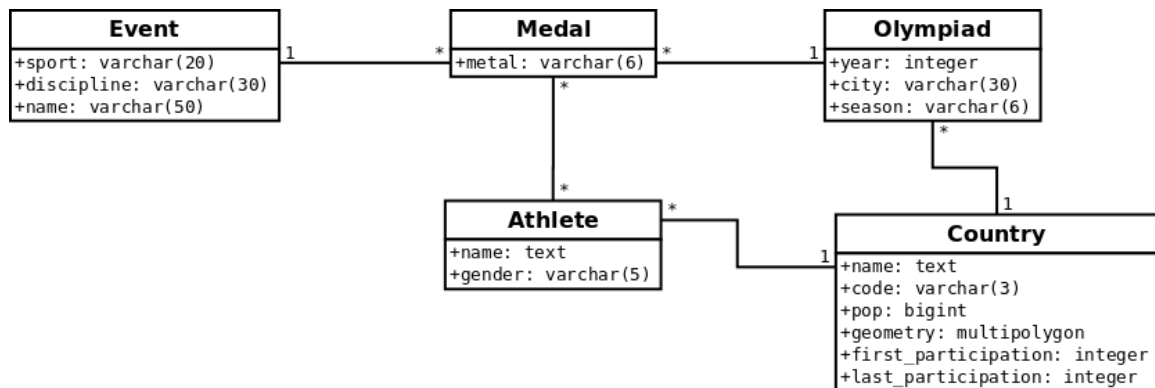 Event
+sport: varchar(20)
+discipline: varchar(30)
+name: varchar(50)
1
*
Medal
+metal: varchar(6)
*
*
1
Olympiad
+year: integer
+city: varchar(30)
+season: varchar(6)
*
1
*
Athlete
+name: text
+gender: varchar(5)
*
1
Country
+name: text
+code: varchar(3)
+pop: bigint
+geometry: multipolygon
+first_participation: integer
+last_participation: integer